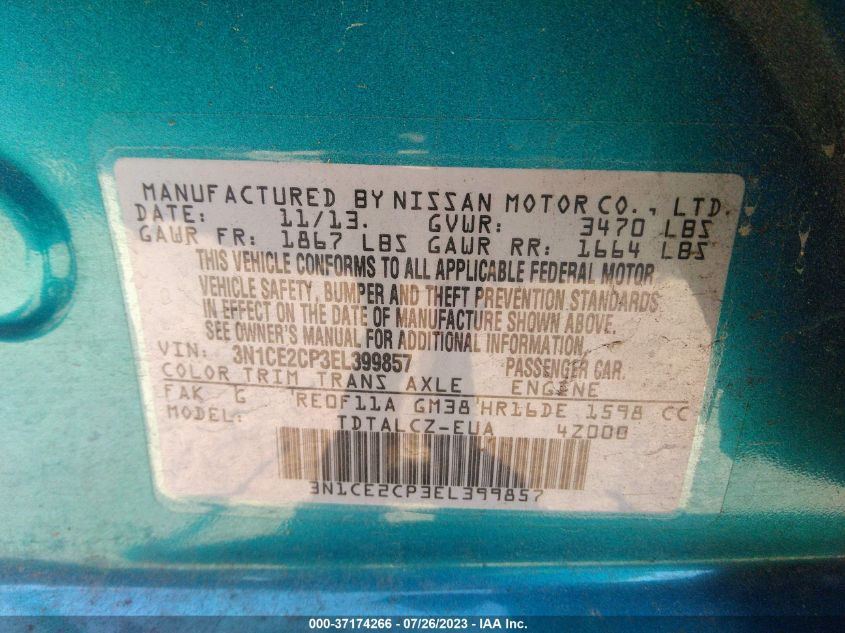 MANUFACTURED BY NISSAN MOTOR CO., LTD.
DATE: 11/13. GVWR: 3470 LBS
GAWR FR: 1867 LBS GAWR RR: 1664 LBS
THIS VEHICLE CONFORMS TO ALL APPLICABLE FEDERAL MOTOR
VEHICLE SAFETY, BUMPER AND THEFT PREVENTION STANDARDS
IN EFFECT ON THE DATE OF MANUFACTURE SHOWN ABOVE.
SEE OWNER'S MANUAL FOR ADDITIONAL INFORMATION
VIN: 3N1CE2CP3EL399857 PASSENGER CAR.
COLOR TRIM TRANS AXLE ENGINE
FAK G REOF11A GM38 HR16DE 1598 CC
MODEL: TDTALCZ-EUA 4Z000
3N1CE2CP3EL399857
000-37174266 - 07/26/2023 - IAA Inc.